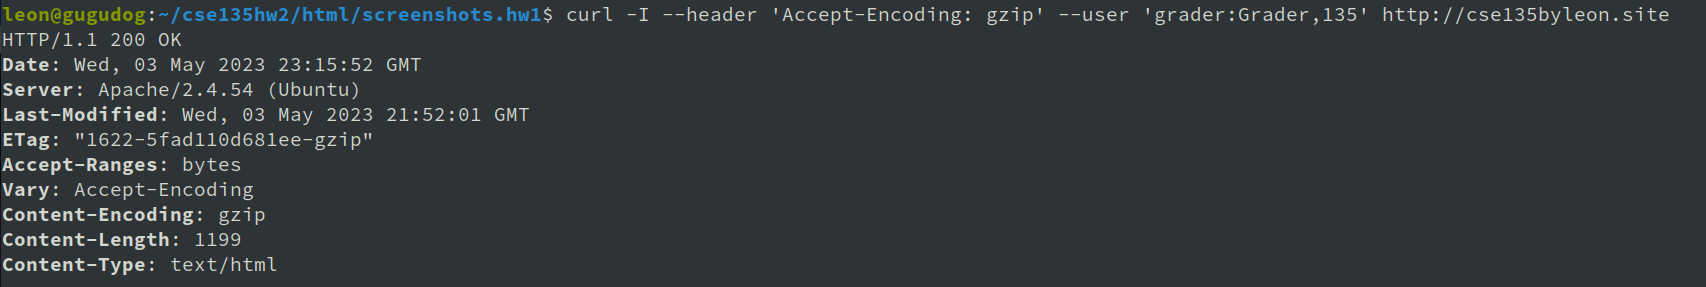 leon@gugudog:~/cse135hw2/html/screenshots.hw1$ curl -I --header 'Accept-Encoding: gzip' --user 'grader:Grader,135' http://cse135byleon.site
HTTP/1.1 200 OK
Date: Wed, 03 May 2023 23:15:52 GMT
Server: Apache/2.4.54 (Ubuntu)
Last-Modified: Wed, 03 May 2023 21:52:01 GMT
ETag: "1622-5fad110d681ee-gzip"
Accept-Ranges: bytes
Vary: Accept-Encoding
Content-Encoding: gzip
Content-Length: 1199
Content-Type: text/html